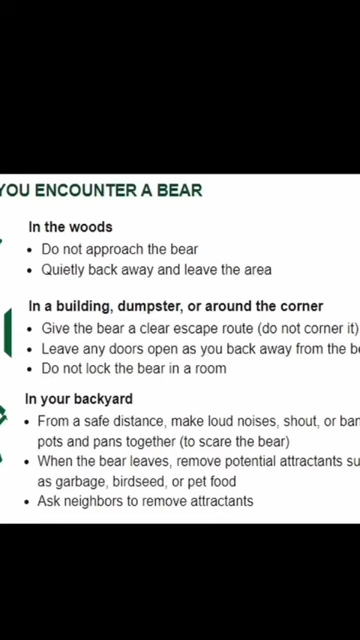 YOU ENCOUNTER A BEAR
In the woods
• Do not approach the bear
• Quietly back away and leave the area
In a building, dumpster, or around the corner
• Give the bear a clear escape route (do not corner it)
• Leave any doors open as you back away from the
• Do not lock the bear in a room
In your backyard
• From a safe distance, make loud noises, shout, or
pots and pans together (to scare the bear)
• When the bear leaves, remove potential attractants
as garbage, birdseed, or pet food
• Ask neighbors to remove attractants